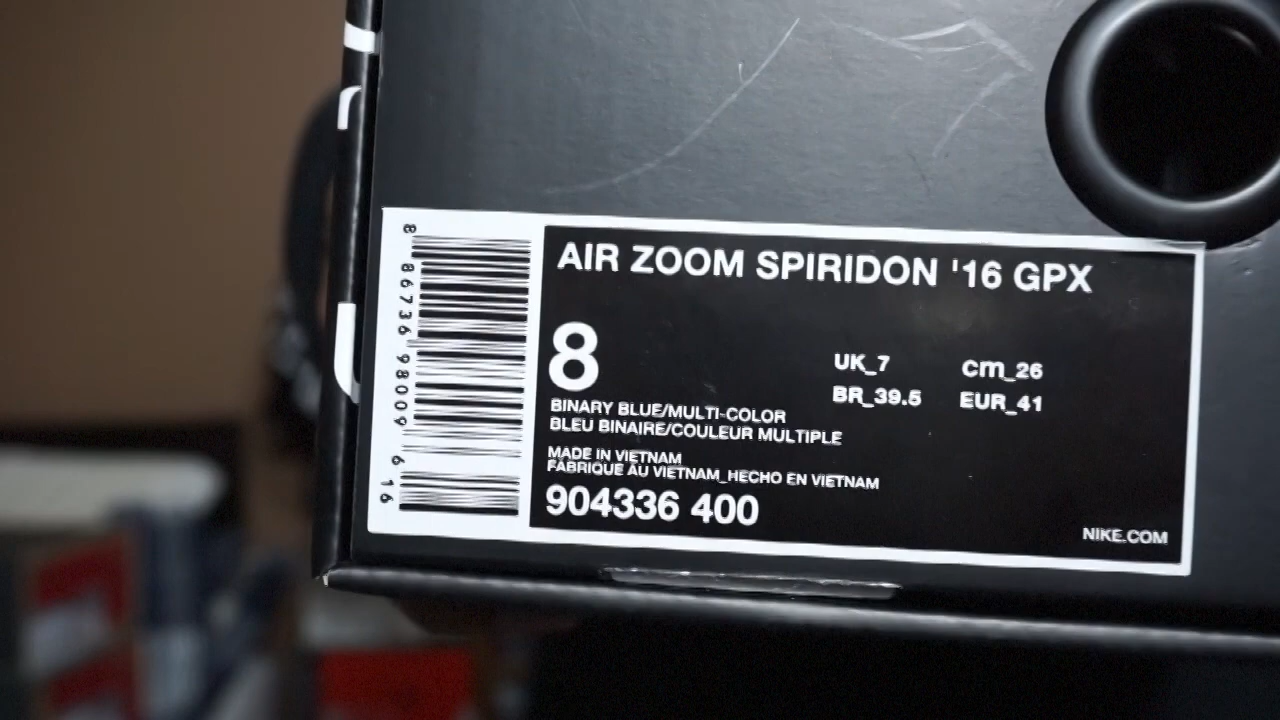 AIR ZOOM SPIRIDON '16 GPX
8
UK_7 cm_26
BR_39.5 EUR_41
BINARY BLUE/MULTI-COLOR
BLEU BINAIRE/COULEUR MULTIPLE
MADE IN VIETNAM
FABRIQUÉ AU VIETNAM_HECHO EN VIETNAM
904336 400
NIKE.COM
8 86736 98009 6 16